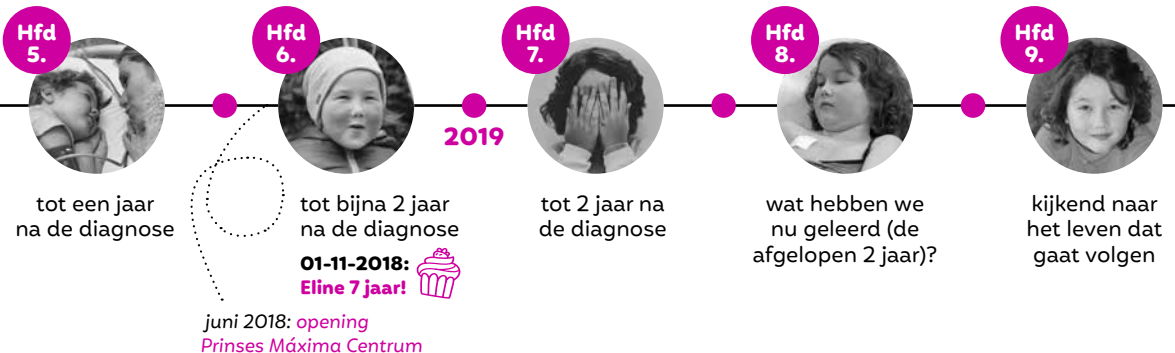 Hfd
5.
tot een jaar
na de diagnose
Hfd
6.
tot bijna 2 jaar
na de diagnose
01-11-2018:
Eline 7 jaar!
juni 2018: opening
Prinses Máxima Centrum
2019
Hfd
7.
tot 2 jaar na
de diagnose
Hfd
8.
wat hebben we
nu geleerd (de
afgelopen 2 jaar)?
Hfd
9.
kijkend naar
het leven dat
gaat volgen